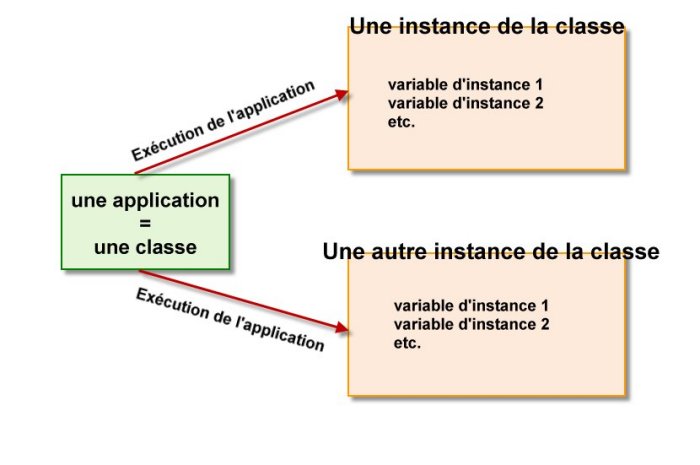 Une instance de la classe
variable d'instance 1
variable d'instance 2
etc.
Exécution de l'application
une application
=
une classe
Une autre instance de la classe
Exécution de l'application
variable d'instance 1
variable d'instance 2
etc.